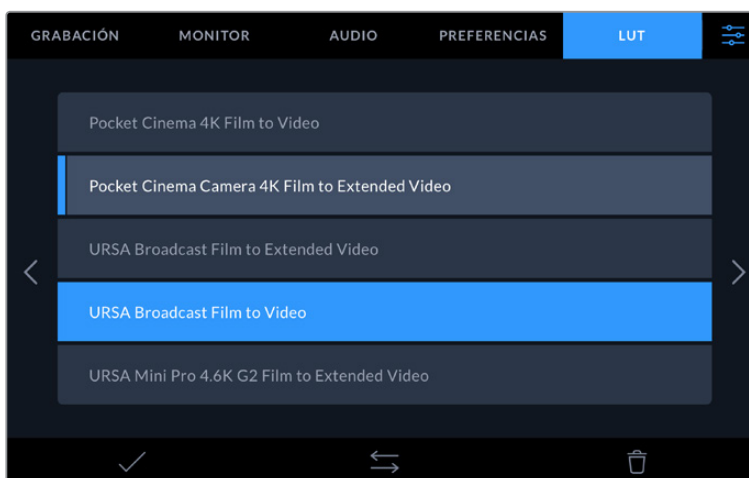 GRABACIÓN MONITOR AUDIO PREFERENCIAS LUT
Pocket Cinema 4K Film to Video
Pocket Cinema Camera 4K Film to Extended Video
URSA Broadcast Film to Extended Video
URSA Broadcast Film to Video
URSA Mini Pro 4.6K G2 Film to Extended Video